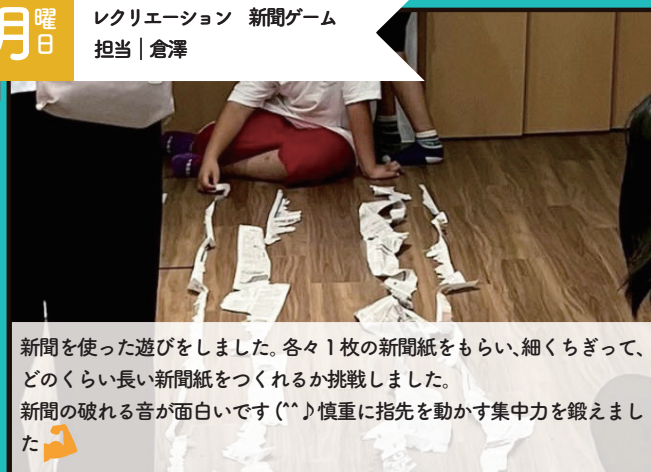 月曜日
レクリエーション　新聞ゲーム
担当｜倉澤
新聞を使った遊びをしました。各々１枚の新聞紙をもらい、細くちぎって、
どのくらい長い新聞紙をつくれるか挑戦しました。
新聞の破れる音が面白いです(^^♪慎重に指先を動かす集中力を鍛えまし
た💪